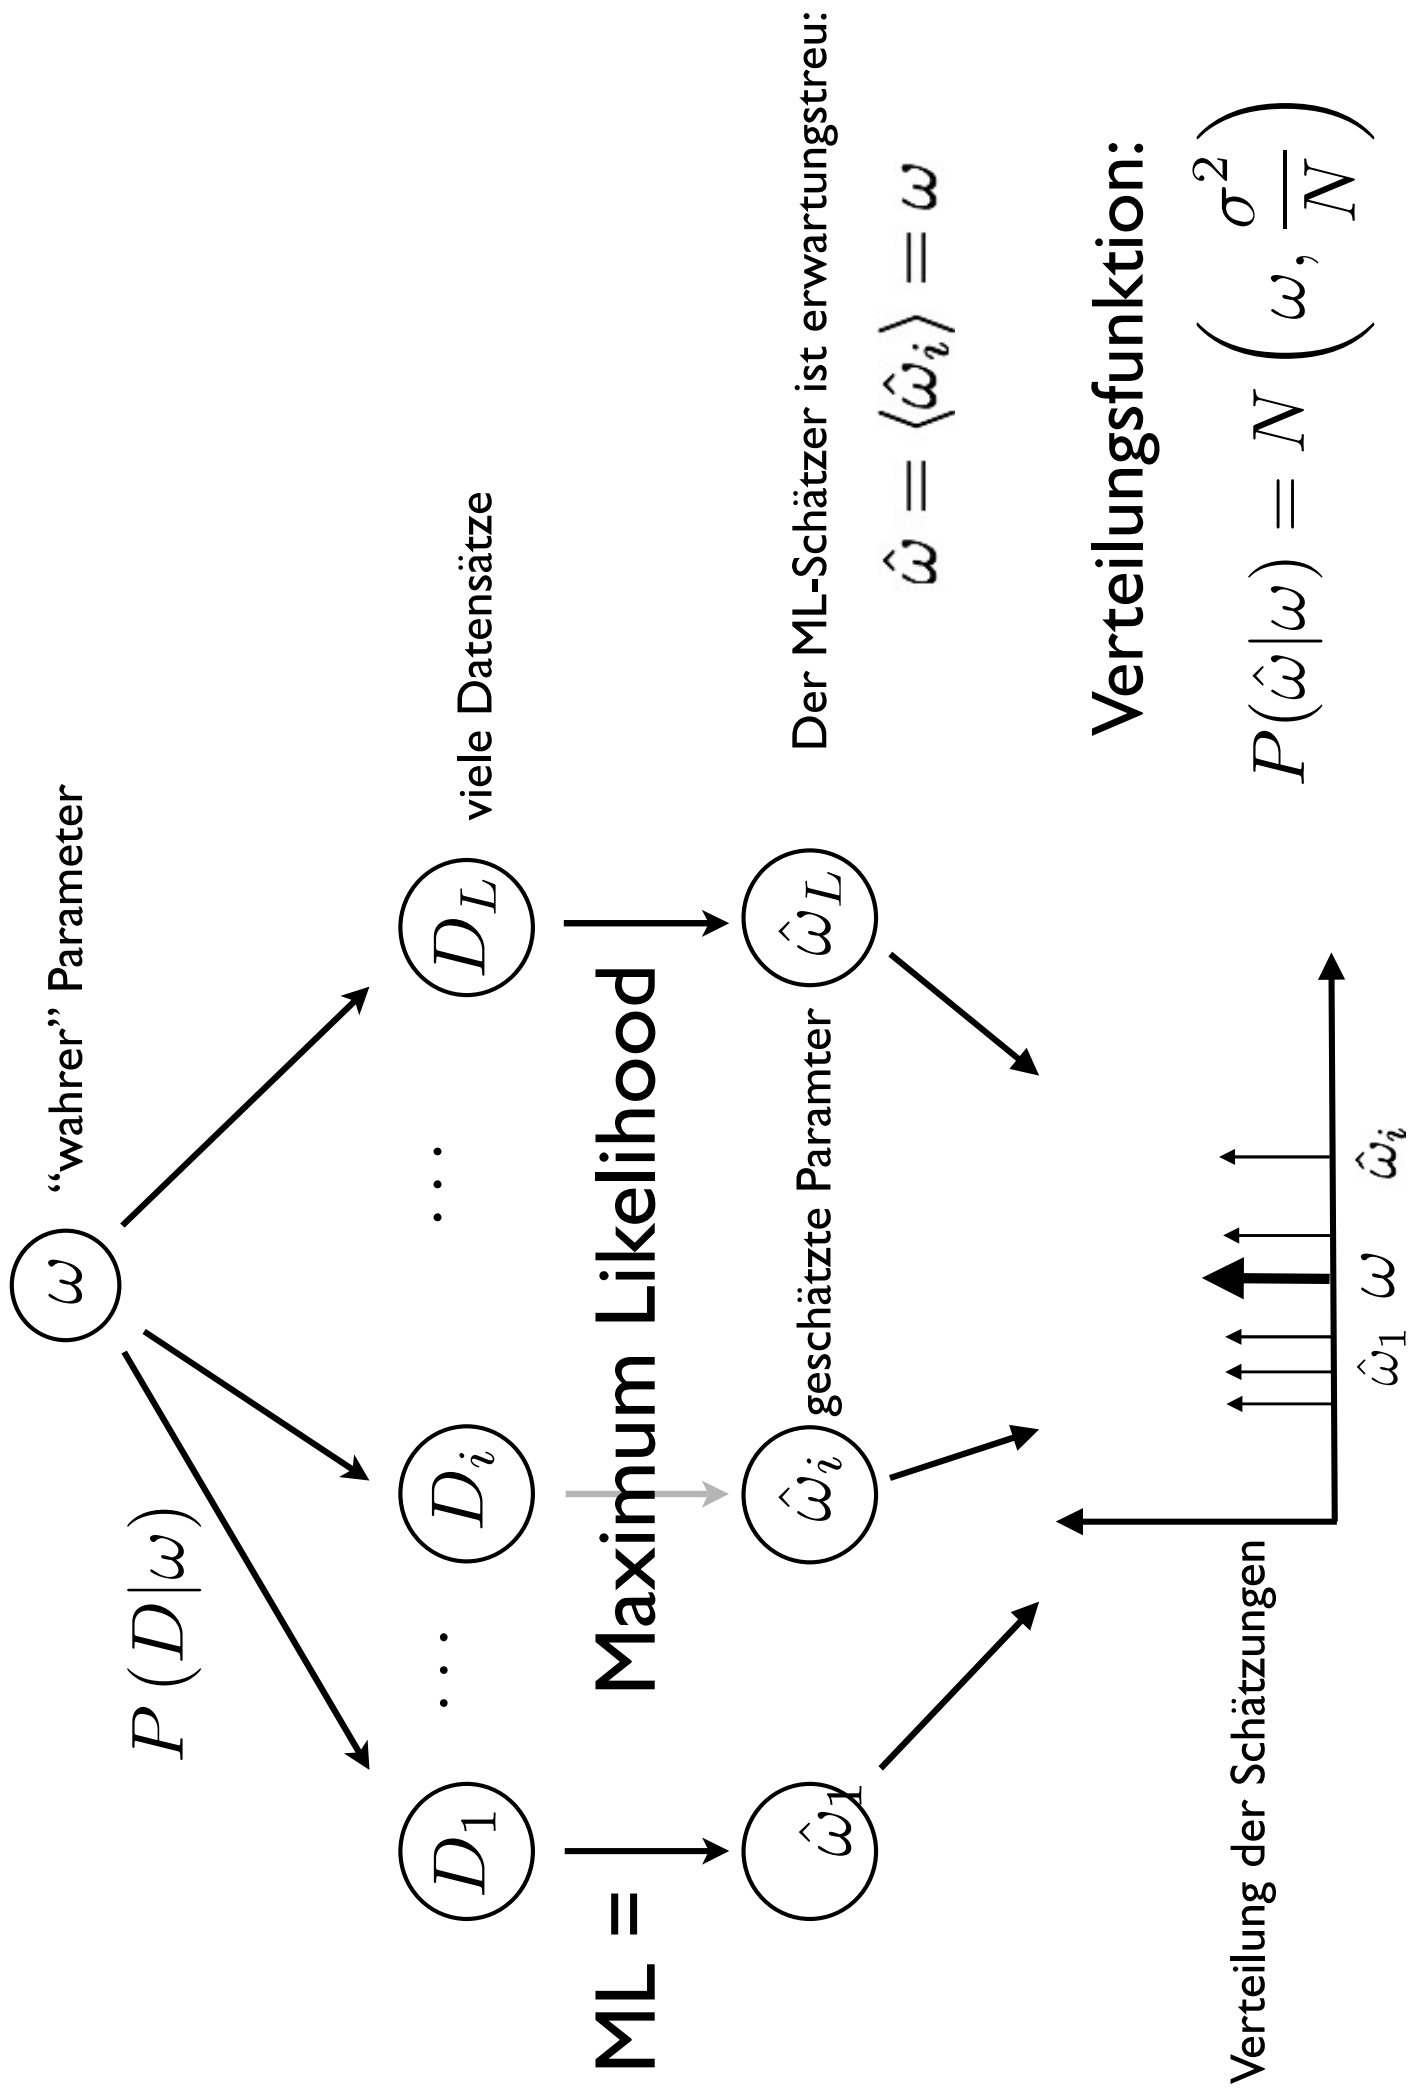 ω “wahrer” Parameter
P (D|ω)
D_1 ... D_i ... D_L viele Datensätze
ML = Maximum Likelihood
ω̂_1 ω̂_i geschätzte Paramter ω̂_L
Der ML-Schätzer ist erwartungstreu:
ω̂ = ⟨ω̂_i⟩ = ω
Verteilungsfunktion:
P(ω̂|ω) = N (ω, σ^2/N)
Verteilung der Schätzungen
ω̂_1 ω ω̂_i